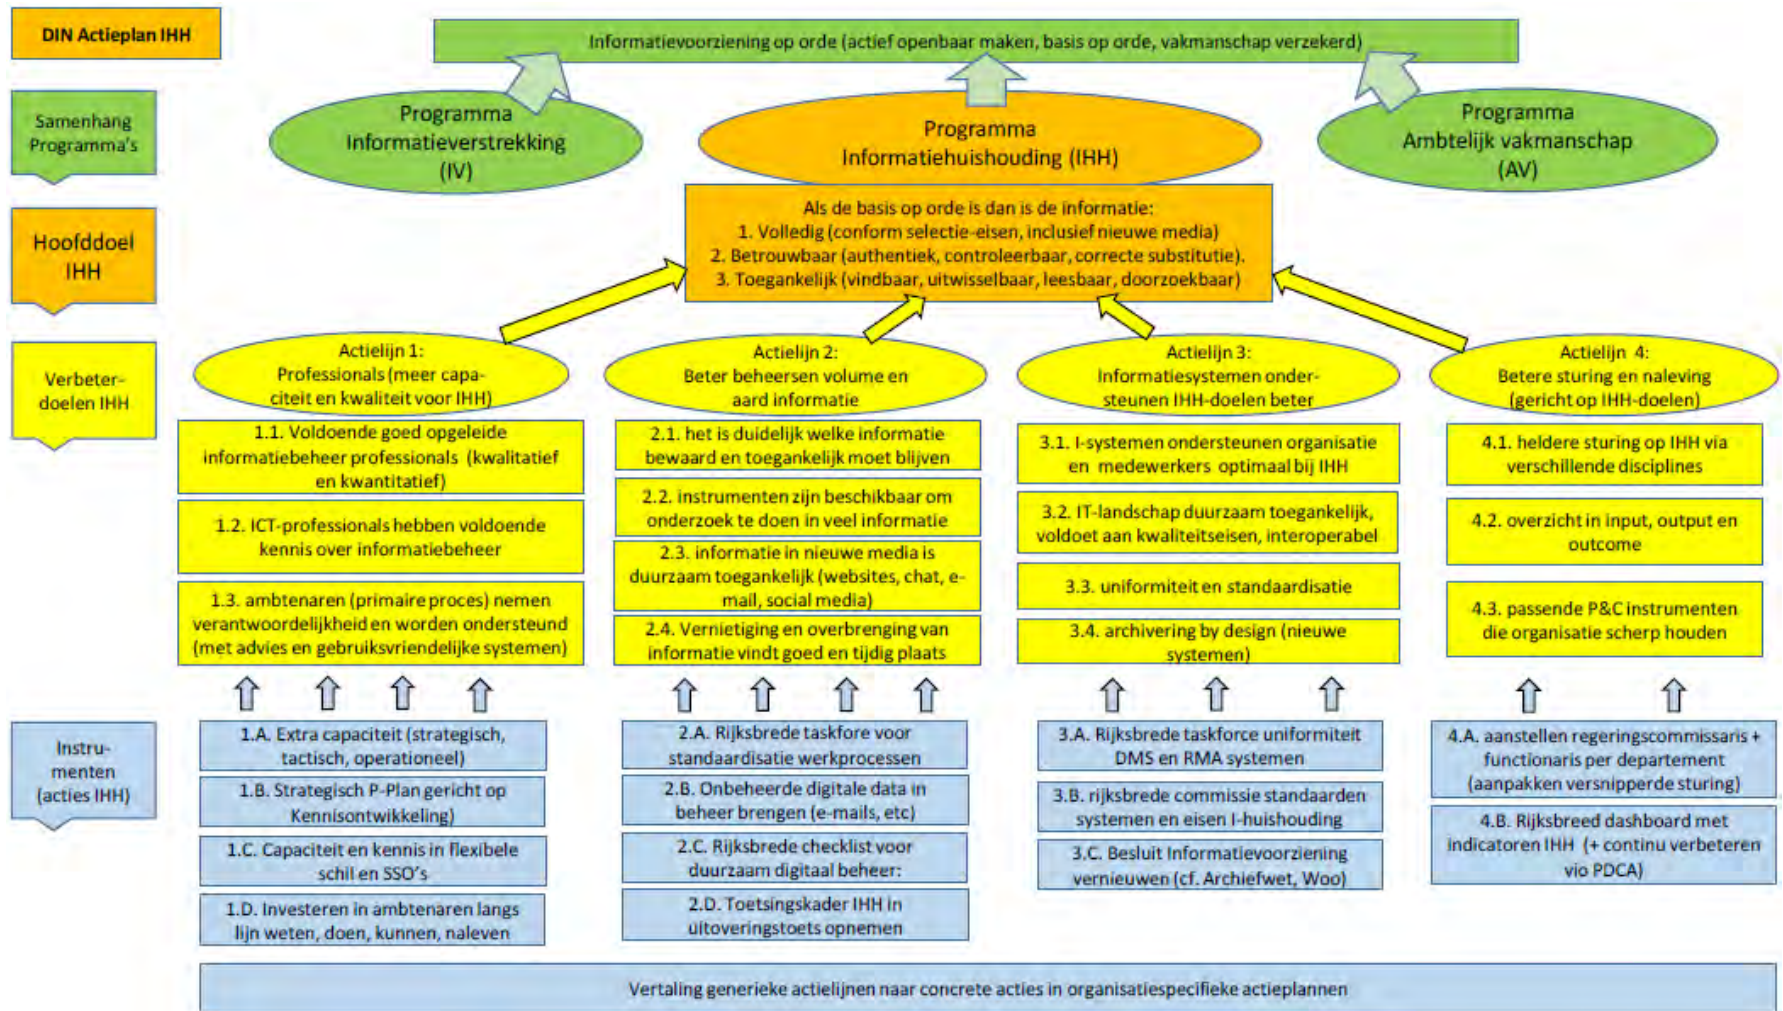 DIN Actieplan IHH
Informatievoorziening op orde (actief openbaar maken, basis op orde, vakmanschap verzekerd)
Samenhang
Programma's
Programma
Informatieverstrekking
(IV)
Programma
Informatiehuishouding (IHH)
Programma
Ambtelijk vakmanschap
(AV)
Hoofddoel
IHH
Als de basis op orde is dan is de informatie:
1. Volledig (conform selectie-eisen, inclusief nieuwe media)
2. Betrouwbaar (authentiek, controleerbaar, correcte substitutie).
3. Toegankelijk (vindbaar, uitwisselbaar, leesbaar, doorzoekbaar)
Verbeter-
doelen IHH
Actielijn 1:
Professionals (meer capa-
citeit en kwaliteit voor IHH)
1.1. Voldoende goed opgeleide
informatiebeheer professionals (kwalitatief
en kwantitatief)
1.2. ICT-professionals hebben voldoende
kennis over informatiebeheer
1.3. ambtenaren (primaire proces) nemen
verantwoordelijkheid en worden ondersteund
(met advies en gebruiksvriendelijke systemen)
Actielijn 2:
Beter beheersen volume en
aard informatie
2.1. het is duidelijk welke informatie
bewaard en toegankelijk moet blijven
2.2. instrumenten zijn beschikbaar om
onderzoek te doen in veel informatie
2.3. informatie in nieuwe media is
duurzaam toegankelijk (websites, chat, e-
mail, social media)
2.4. Vernietiging en overbrenging van
informatie vindt goed en tijdig plaats
Actielijn 3:
Informatiesystemen onder-
steunen IHH-doelen beter
3.1. I-systemen ondersteunen organisatie
en medewerkers optimaal bij IHH
3.2. IT-landschap duurzaam toegankelijk,
voldoet aan kwaliteitseisen, interoperabel
3.3. uniformiteit en standaardisatie
3.4. archivering by design (nieuwe
systemen)
Actielijn 4:
Betere sturing en naleving
(gericht op IHH-doelen)
4.1. heldere sturing op IHH via
verschillende disciplines
4.2. overzicht in input, output en
outcome
4.3. passende P&C instrumenten
die organisatie scherp houden
Instru-
menten
(acties IHH)
1.A. Extra capaciteit (strategisch,
tactisch, operationeel)
1.B. Strategisch P-Plan gericht op
Kennisontwikkeling)
1.C. Capaciteit en kennis in flexibele
schil en SSO's
1.D. Investeren in ambtenaren langs
lijn weten, doen, kunnen, naleven
2.A. Rijksbrede taskfore voor
standaardisatie werkprocessen
2.B. Onbeheerde digitale data in
beheer brengen (e-mails, etc)
2.C. Rijksbrede checklist voor
duurzaam digitaal beheer:
2.D. Toetsingskader IHH in
uitoveringstoets opnemen
3.A. Rijksbrede taskforce uniformiteit
DMS en RMA systemen
3.B. rijksbrede commissie standaarden
systemen en eisen I-huishouding
3.C. Besluit Informatievoorziening
vernieuwen (cf. Archiefwet, Woo)
4.A. aanstellen regeringscommissaris +
functionaris per departement
(aanpakken versnipperde sturing)
4.B. Rijksbreed dashboard met
indicatoren IHH (+ continu verbeteren
vio PDCA)
Vertaling generieke actielijnen naar concrete acties in organisatiespecifieke actieplannen